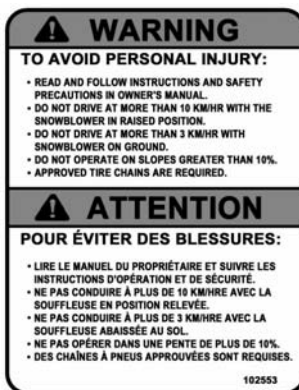 WARNING
TO AVOID PERSONAL INJURY:
• READ AND FOLLOW INSTRUCTIONS AND SAFETY
PRECAUTIONS IN OWNER'S MANUAL.
• DO NOT DRIVE AT MORE THAN 10 KM/HR WITH THE
SNOWBLOWER IN RAISED POSITION.
• DO NOT DRIVE AT MORE THAN 3 KM/HR WITH
SNOWBLOWER ON GROUND.
• DO NOT OPERATE ON SLOPES GREATER THAN 10%.
• APPROVED TIRE CHAINS ARE REQUIRED.
ATTENTION
POUR ÉVITER DES BLESSURES:
• LIRE LE MANUEL DU PROPRIÉTAIRE ET SUIVRE LES
INSTRUCTIONS D'OPÉRATION ET DE SÉCURITÉ.
• NE PAS CONDUIRE À PLUS DE 10 KM/HRE AVEC LA
SOUFFLEUSE EN POSITION RELEVÉE.
• NE PAS CONDUIRE À PLUS DE 3 KM/HRE AVEC LA
SOUFFLEUSE ABAISSÉE AU SOL.
• NE PAS OPÉRER DANS UNE PENTE DE PLUS DE 10%.
• DES CHAÎNES À PNEUS APPROUVÉES SONT REQUISES.
102553